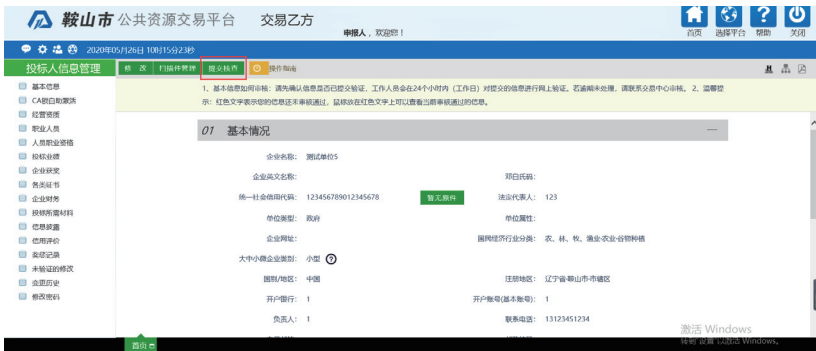 鞍山市公共资源交易平台 交易乙方
申报人，欢迎您！
首页 选择平台 帮助 关闭
2020年05月26日 10时15分23秒
投标人信息管理
修 改 扫描件管理 提交核查 操作指南
1、基本信息如何审核：请先确认信息是否已提交验证，工作人员会在24个小时内（工作日）对提交的信息进行网上验证。若逾期未处理，请联系交易中心审核。 2、温馨提
示：红色文字表示您的信息还未审核通过，鼠标放在红色文字上可以查看当前审核通过的信息。
基本信息
CA锁自助激活
经营资质
职业人员
人员职业资格
投标业绩
企业获奖
各类证书
企业财务
投标所需材料
信息披露
信用评价
奖惩记录
未验证的修改
变更历史
修改密码
01 基本情况
企业名称： 测试单位5
企业英文名称： 邓白氏码：
统一社会信用代码： 123456789012345678 暂无原件 法定代表人： 123
单位类型： 政府 单位属性：
企业网址： 国民经济行业分类： 农、林、牧、渔业·农业·谷物种植
大中小微企业类别： 小型
国别/地区： 中国 注册地区： 辽宁省·鞍山市·市辖区
开户银行： 1 开户账号(基本账号)： 1
负责人： 1 联系电话： 13123451234
激活 Windows
转到"设置"以激活 Windows。
首页